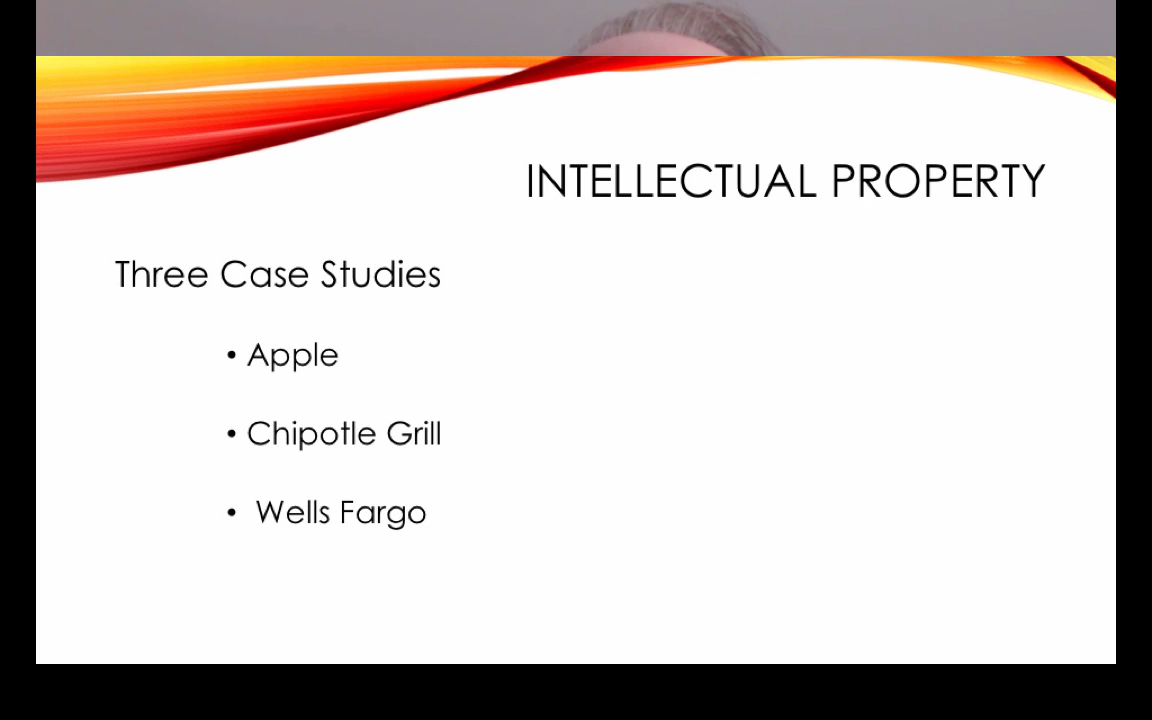 INTELLECTUAL PROPERTY
Three Case Studies
• Apple
• Chipotle Grill
• Wells Fargo